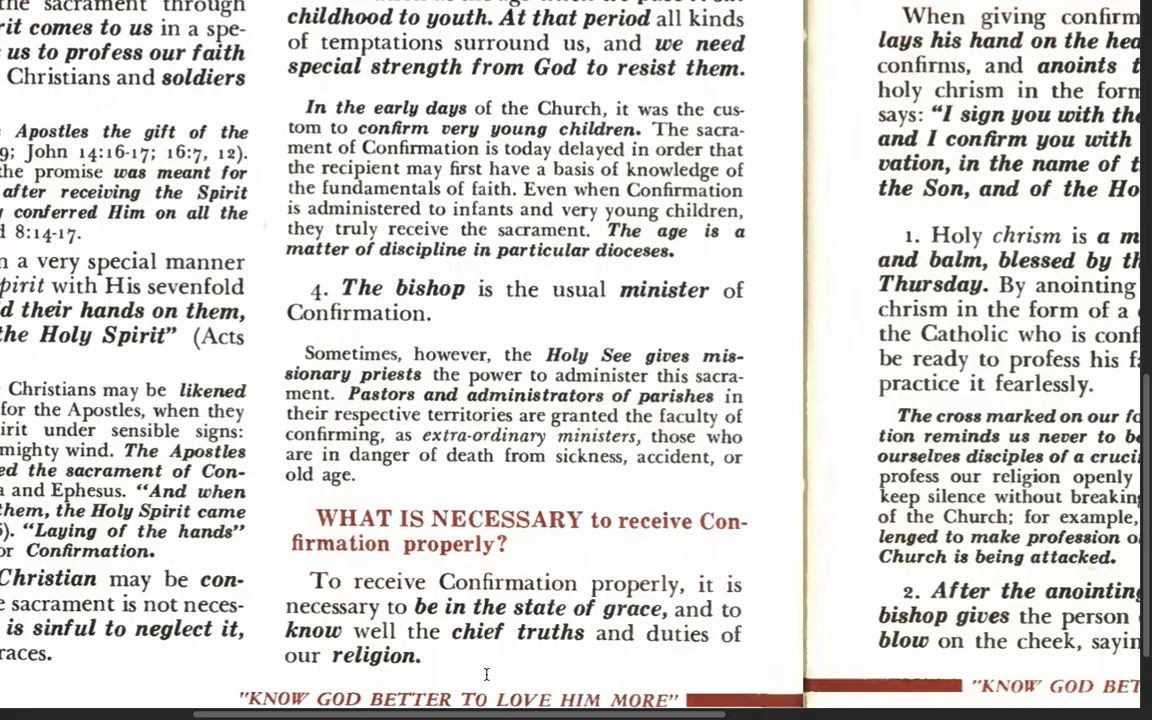 the sacrament through
comes to us in a spe-
us to profess our faith
Christians and soldiers
Apostles the gift of the
9; John 14:16-17; 16:7, 12).
the promise was meant for
after receiving the Spirit
conferred Him on all the
8:14-17.
a very special manner
with His sevenfold
their hands on them,
the Holy Spirit” (Acts
Christians may be likened
for the Apostles, when they
under sensible signs:
mighty wind. The Apostles
the sacrament of Con-
and Ephesus. “And when
them, the Holy Spirit came
“Laying of the hands”
or Confirmation.
Christian may be con-
sacrament is not neces-
is sinful to neglect it,
childhood to youth. At that period all kinds
of temptations surround us, and we need
special strength from God to resist them.
In the early days of the Church, it was the cus-
tom to confirm very young children. The sacra-
ment of Confirmation is today delayed in order that
the recipient may first have a basis of knowledge of
the fundamentals of faith. Even when Confirmation
is administered to infants and very young children,
they truly receive the sacrament. The age is a
matter of discipline in particular dioceses.
4. The bishop is the usual minister of
Confirmation.
Sometimes, however, the Holy See gives mis-
sionary priests the power to administer this sacra-
ment. Pastors and administrators of parishes in
their respective territories are granted the faculty of
confirming, as extra-ordinary ministers, those who
are in danger of death from sickness, accident, or
old age.
WHAT IS NECESSARY to receive Con-
firmation properly?
To receive Confirmation properly, it is
necessary to be in the state of grace, and to
know well the chief truths and duties of
our religion.
"KNOW GOD BETTER TO LOVE HIM MORE"
When giving confirm
lays his hand on the
confirms, and anoints
holy chrism in the form
says: “I sign you with
and I confirm you with
vation, in the name of
the Son, and of the
1. Holy chrism is a
and balm, blessed by
Thursday. By anointing
chrism in the form of a
the Catholic who is
be ready to profess his
practice it fearlessly.
The cross marked on our
tion reminds us never to
ourselves disciples of a
profess our religion openly
keep silence without
of the Church; for example,
lenged to make profession
Church is being attacked.
2. After the anointing
bishop gives the person
blow on the cheek,
"KNOW GOD